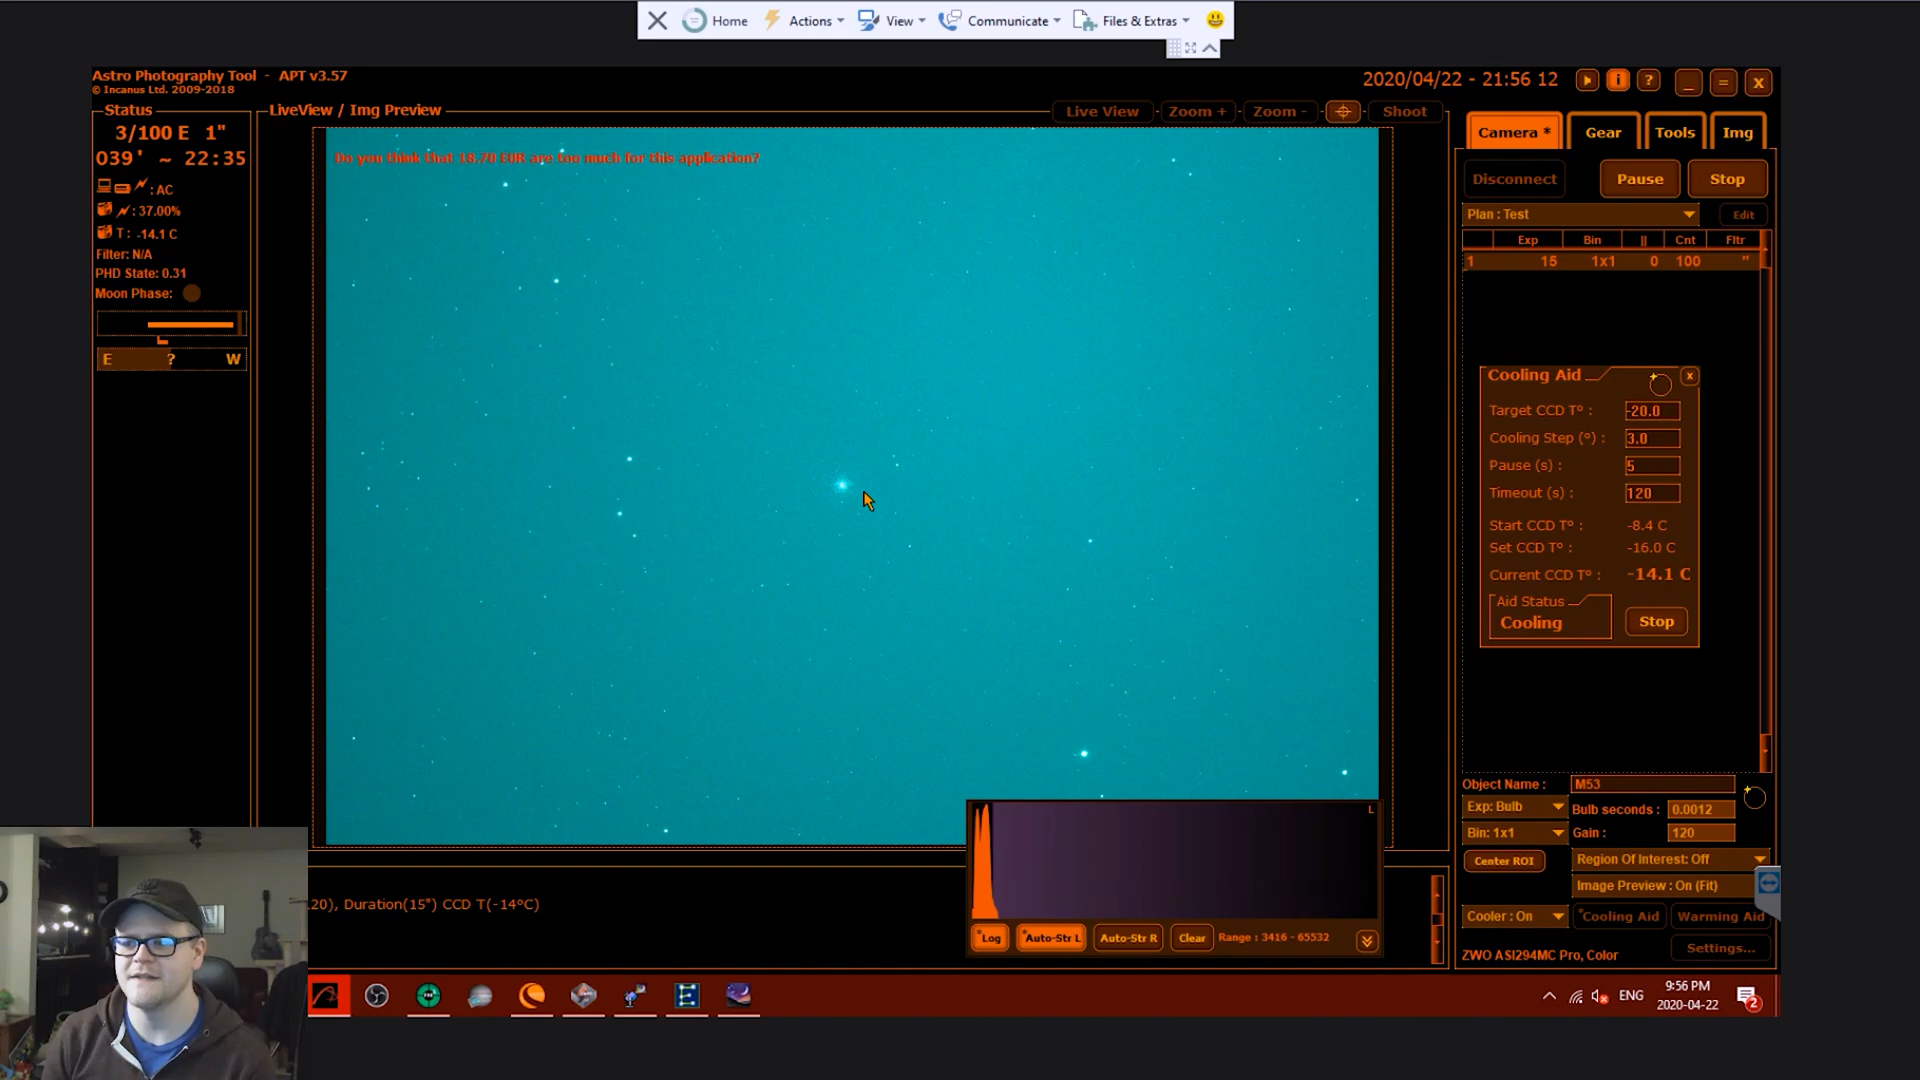 Home Actions View Communicate Files & Extras
Astro Photography Tool - APT v3.57
© Incanus Ltd. 2009-2018
2020/04/22 - 21:56 12
i ? _ = x
Status
3/100 E 1"
039' ~ 22:35
: AC
: 37.00%
T: -14.1 C
Filter: N/A
PHD State: 0.31
Moon Phase:
E ? W
LiveView / Img Preview
Live View Zoom + Zoom - Shoot
Do you think that 18.70 EUR are too much for this application?
Camera * Gear Tools Img
Disconnect Pause Stop
Plan : Test Edit
Exp Bin || Cnt Fltr
1 15 1x1 0 100 "
Cooling Aid x
Target CCD T° : -20.0
Cooling Step (°) : 3.0
Pause (s) : 5
Timeout (s) : 120
Start CCD T° : -8.4 C
Set CCD T° : -16.0 C
Current CCD T° : -14.1 C
Aid Status
Cooling Stop
Object Name : M53
Exp: Bulb Bulb seconds : 0.0012
Bin: 1x1 Gain : 120
Center ROI Region Of Interest: Off
Image Preview : On (Fit)
Cooler : On *Cooling Aid Warming Aid
ZWO ASI294MC Pro, Color Settings...
L
*Log *Auto-Str L Auto-Str R Clear Range : 3416 - 65532
20), Duration(15") CCD T(-14°C)
ENG
9:56 PM
2020-04-22
2